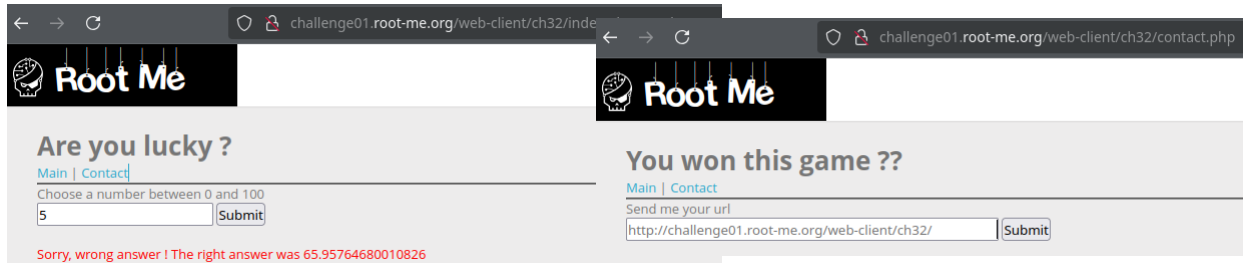 challenge01.root-me.org/web-client/ch32/inde
Root Me
Are you lucky ?
Main | Contact
Choose a number between 0 and 100
5
Submit
Sorry, wrong answer ! The right answer was 65.95764680010826
challenge01.root-me.org/web-client/ch32/contact.php
Root Me
You won this game ??
Main | Contact
Send me your url
http://challenge01.root-me.org/web-client/ch32/
Submit